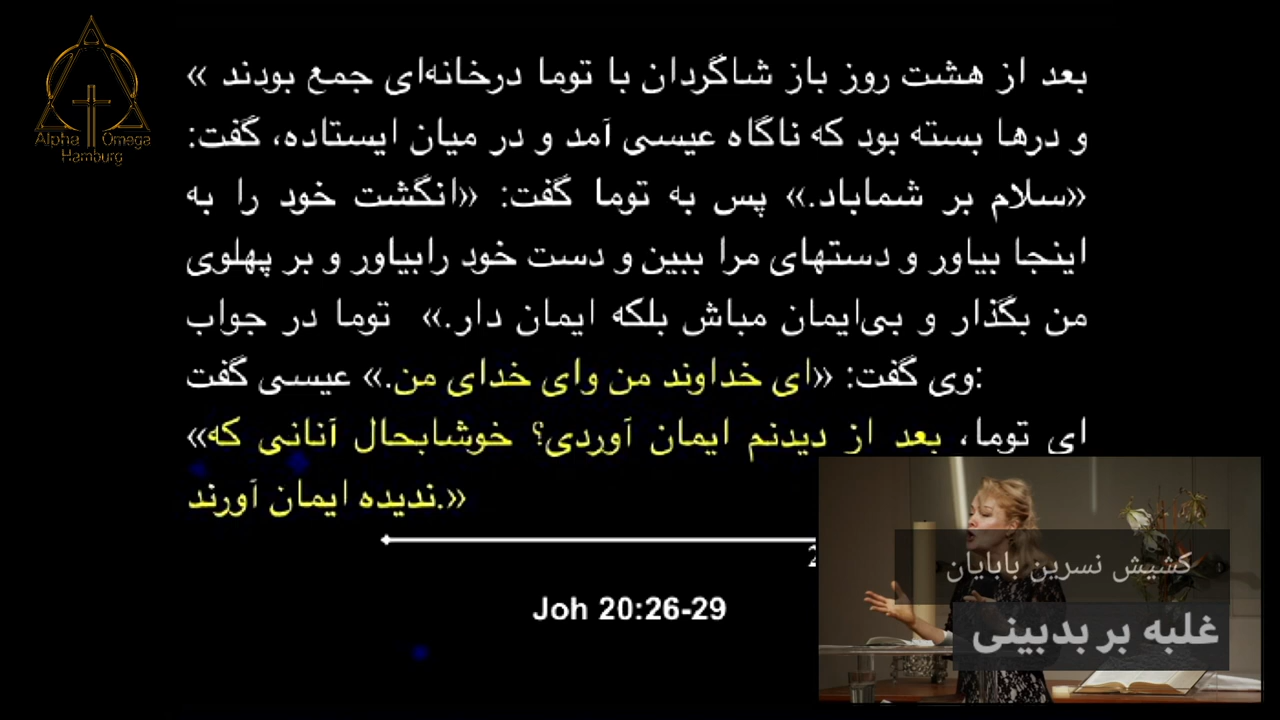 Alpha Omega
Hamburg
بعد از هشت روز باز شاگردان با توما درخانه‌ای جمع بودند »
و درها بسته بود که ناگاه عیسی آمد و در میان ایستاده، گفت:
«سلام بر شماباد.» پس به توما گفت: «انگشت خود را به
اینجا بیاور و دستهای مرا ببین و دست خود رابیاور و بر پهلوی
من بگذار و بی‌ایمان مباش بلکه ایمان دار.» توما در جواب
وی گفت: «ای خداوند من وای خدای من.» عیسی گفت:
ای توما، بعد از دیدنم ایمان آوردی؟ خوشابحال آنانی که»
ندیده ایمان آورند.»
2
Joh 20:26-29
کشیش نسرین بابایان
غلبه بر بدبینی